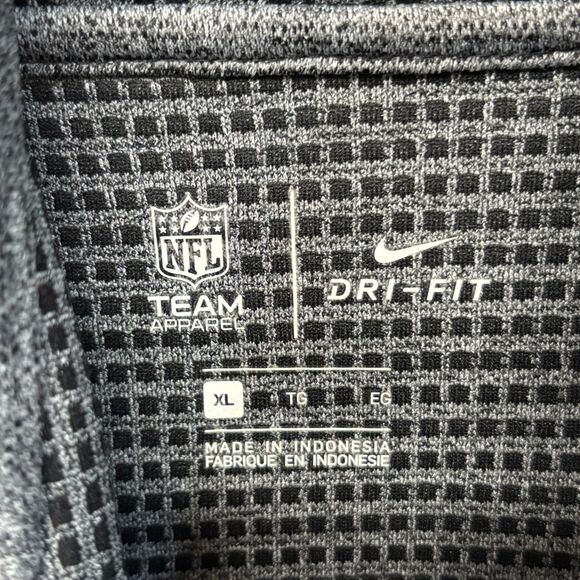 NFL
TEAM
APPAREL
DRI-FIT
XL TG EG
MADE IN INDONESIA
FABRIQUE EN INDONESIE